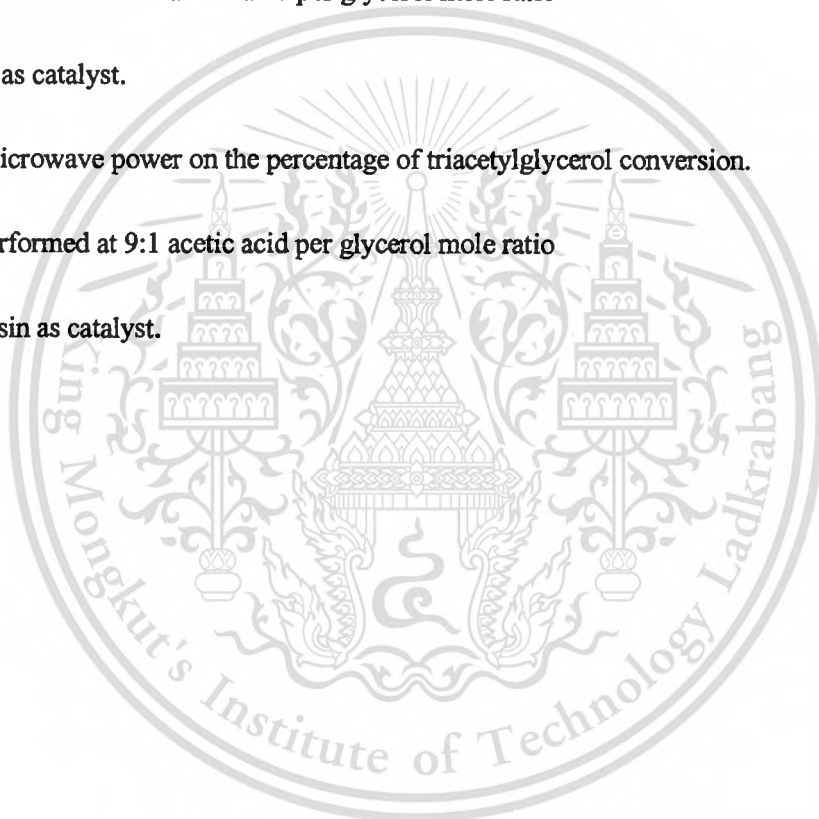 as catalyst.
icrowave power on the percentage of triacetylglycerol conversion.
rformed at 9:1 acetic acid per glycerol mole ratio
sin as catalyst.
King Mongkut's Institute of Technology Ladkrabang